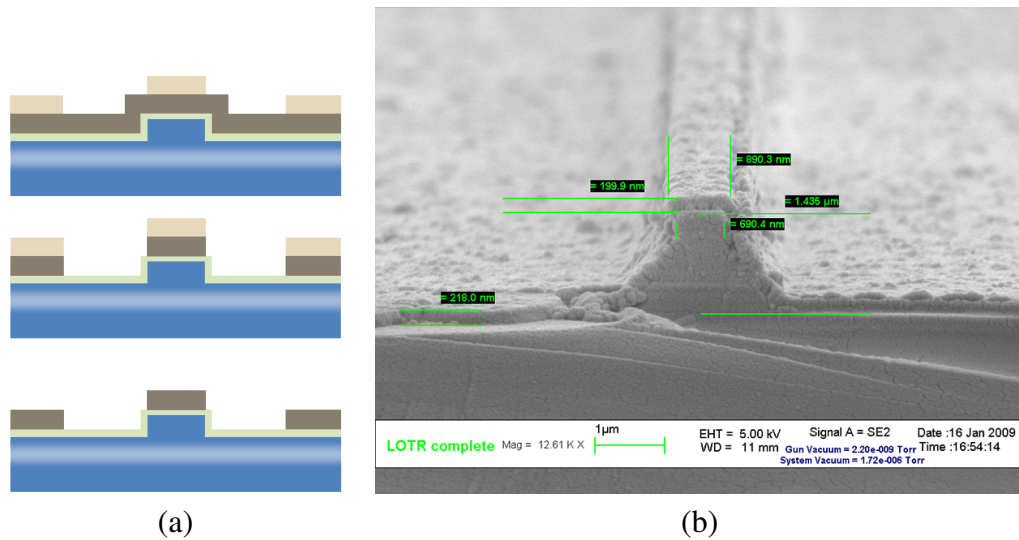 = 890.3 nm
= 199.9 nm
= 1.435 µm
= 690.4 nm
= 218.0 nm
1µm
LOTR complete
Mag = 12.61 K X
EHT = 5.00 kV
WD = 11 mm
Signal A = SE2
Gun Vacuum = 2.20e-009 Torr
System Vacuum = 1.72e-006 Torr
Date :16 Jan 2009
Time :16:54:14
(a)
(b)